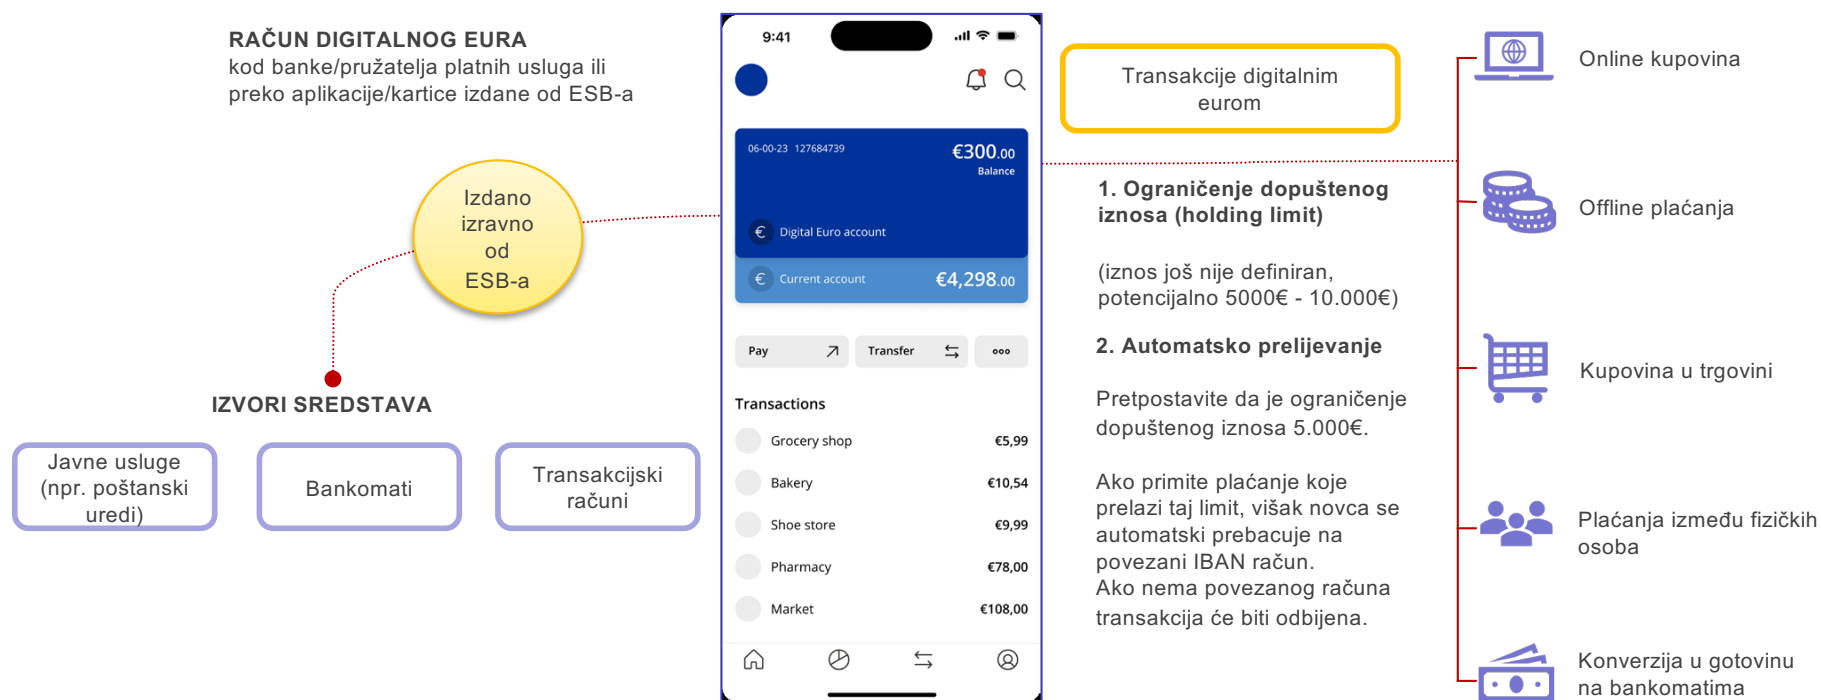 RAČUN DIGITALNOG EURA
kod banke/pružatelja platnih usluga ili
preko aplikacije/kartice izdane od ESB-a
Izdano
izravno
od
ESB-a
IZVORI SREDSTAVA
Javne usluge
(npr. poštanski
uredi)
Bankomati
Transakcijski
računi
9:41
06-00-23 127684739
€300.00
Balance
€ Digital Euro account
€ Current account €4,298.00
Pay
Transfer
Transactions
Grocery shop €5,99
Bakery €10,54
Shoe store €9,99
Pharmacy €78,00
Market €108,00
Transakcije digitalnim
eurom
1. Ograničenje dopuštenog
iznosa (holding limit)
(iznos još nije definiran,
potencijalno 5000€ - 10.000€)
2. Automatsko prelijevanje
Pretpostavite da je ograničenje
dopuštenog iznosa 5.000€.
Ako primite plaćanje koje
prelazi taj limit, višak novca se
automatski prebacuje na
povezani IBAN račun.
Ako nema povezanog računa
transakcija će biti odbijena.
Online kupovina
Offline plaćanja
Kupovina u trgovini
Plaćanja između fizičkih
osoba
Konverzija u gotovinu
na bankomatima